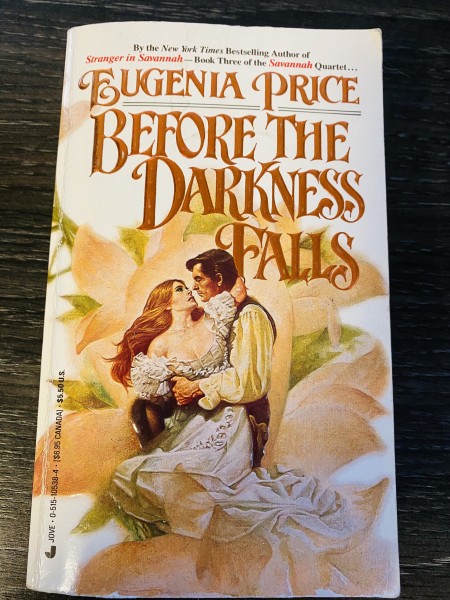 By the New York Times Bestselling Author of
Stranger in Savannah—Book Three of the Savannah Quartet...
EUGENIA PRICE
BEFORE THE
DARKNESS
FALLS
JOVE • 0-515-10538-4 • ($6.95 CANADA) • $5.50 U.S.